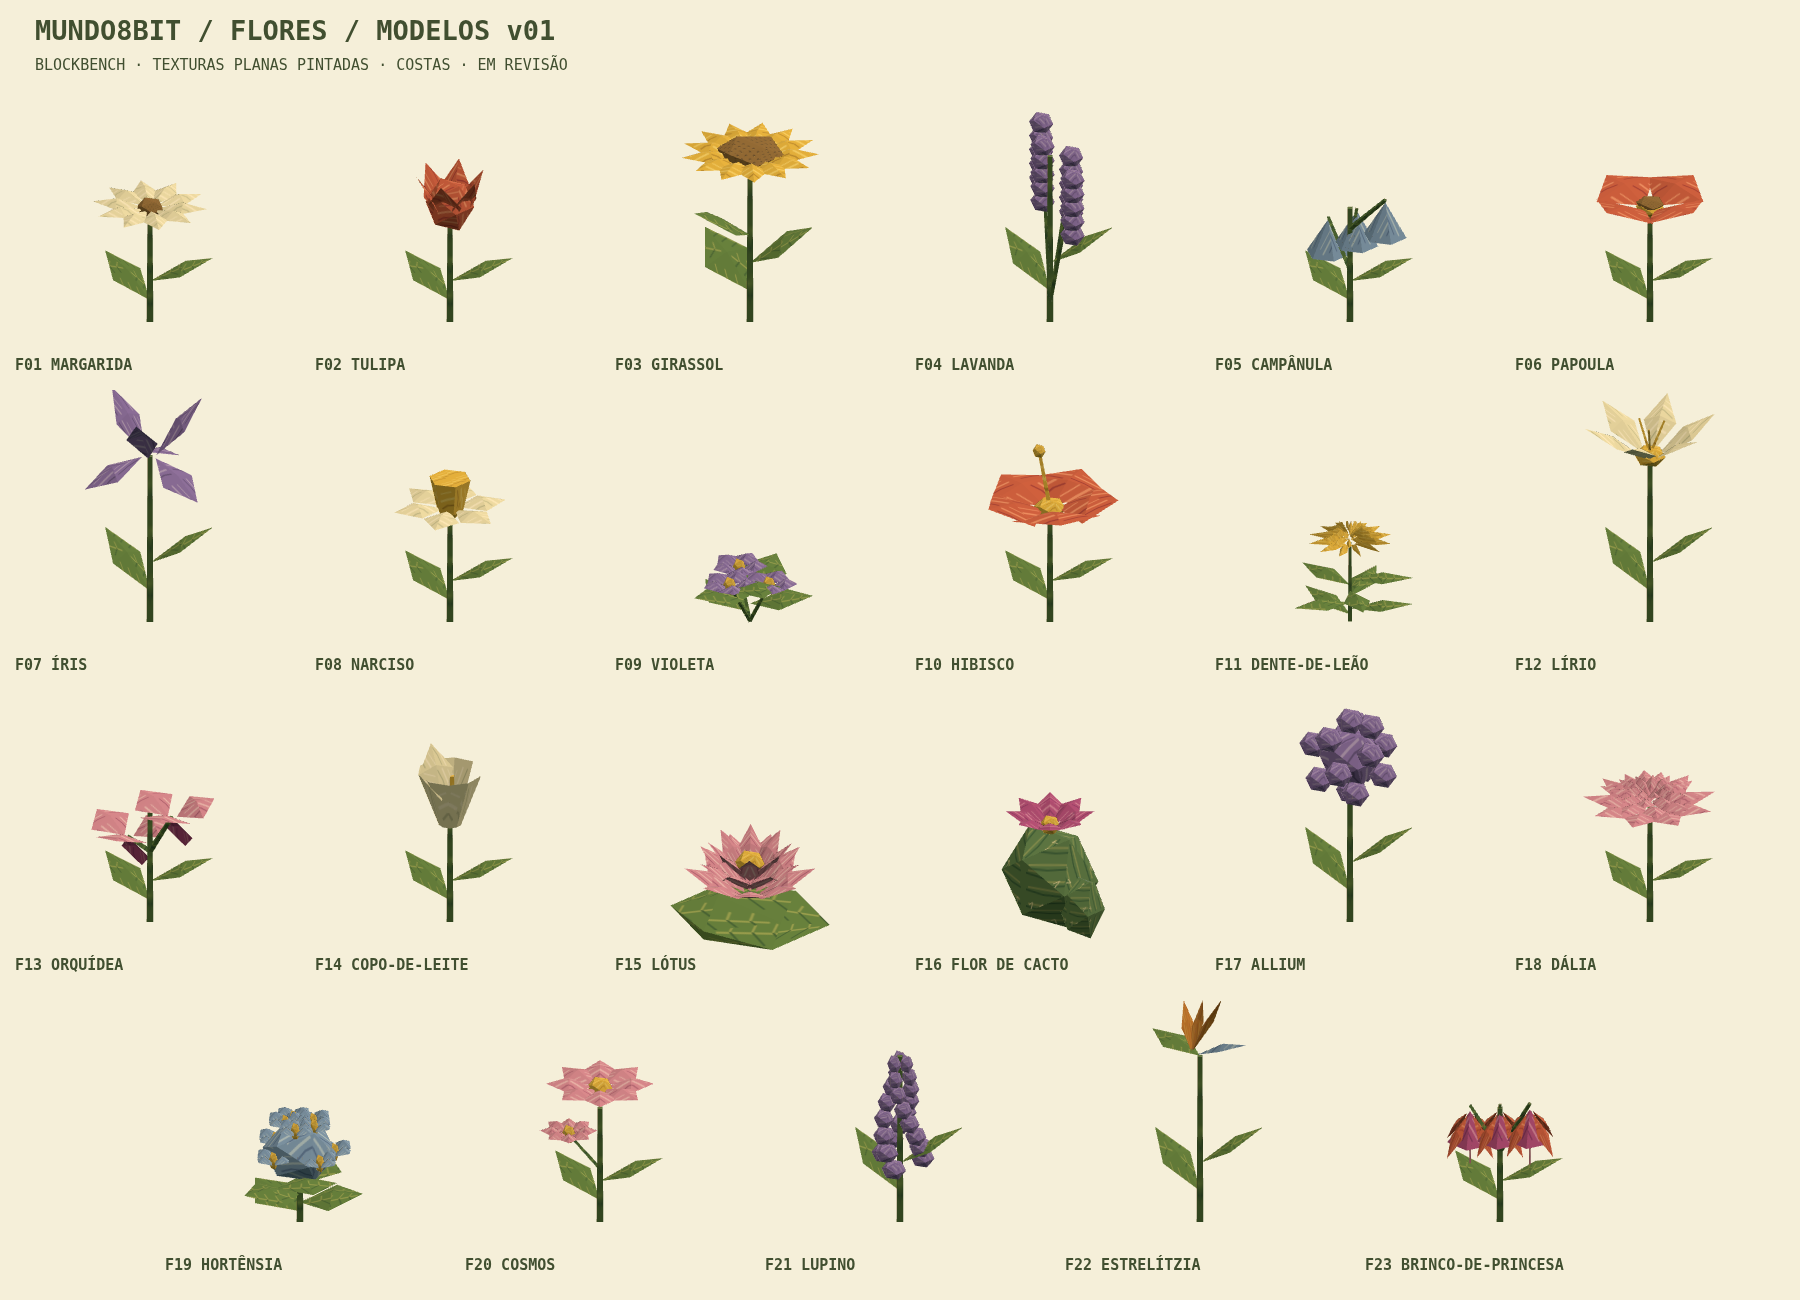 MUNDO8BIT / FLORES / MODELOS v01
BLOCKBENCH · TEXTURAS PLANAS PINTADAS · COSTAS · EM REVISÃO
F01 MARGARIDA
F02 TULIPA
F03 GIRASSOL
F04 LAVANDA
F05 CAMPÂNULA
F06 PAPOULA
F07 ÍRIS
F08 NARCISO
F09 VIOLETA
F10 HIBISCO
F11 DENTE-DE-LEÃO
F12 LÍRIO
F13 ORQUÍDEA
F14 COPO-DE-LEITE
F15 LÓTUS
F16 FLOR DE CACTO
F17 ALLIUM
F18 DÁLIA
F19 HORTÊNSIA
F20 COSMOS
F21 LUPINO
F22 ESTRELÍTZIA
F23 BRINCO-DE-PRINCESA